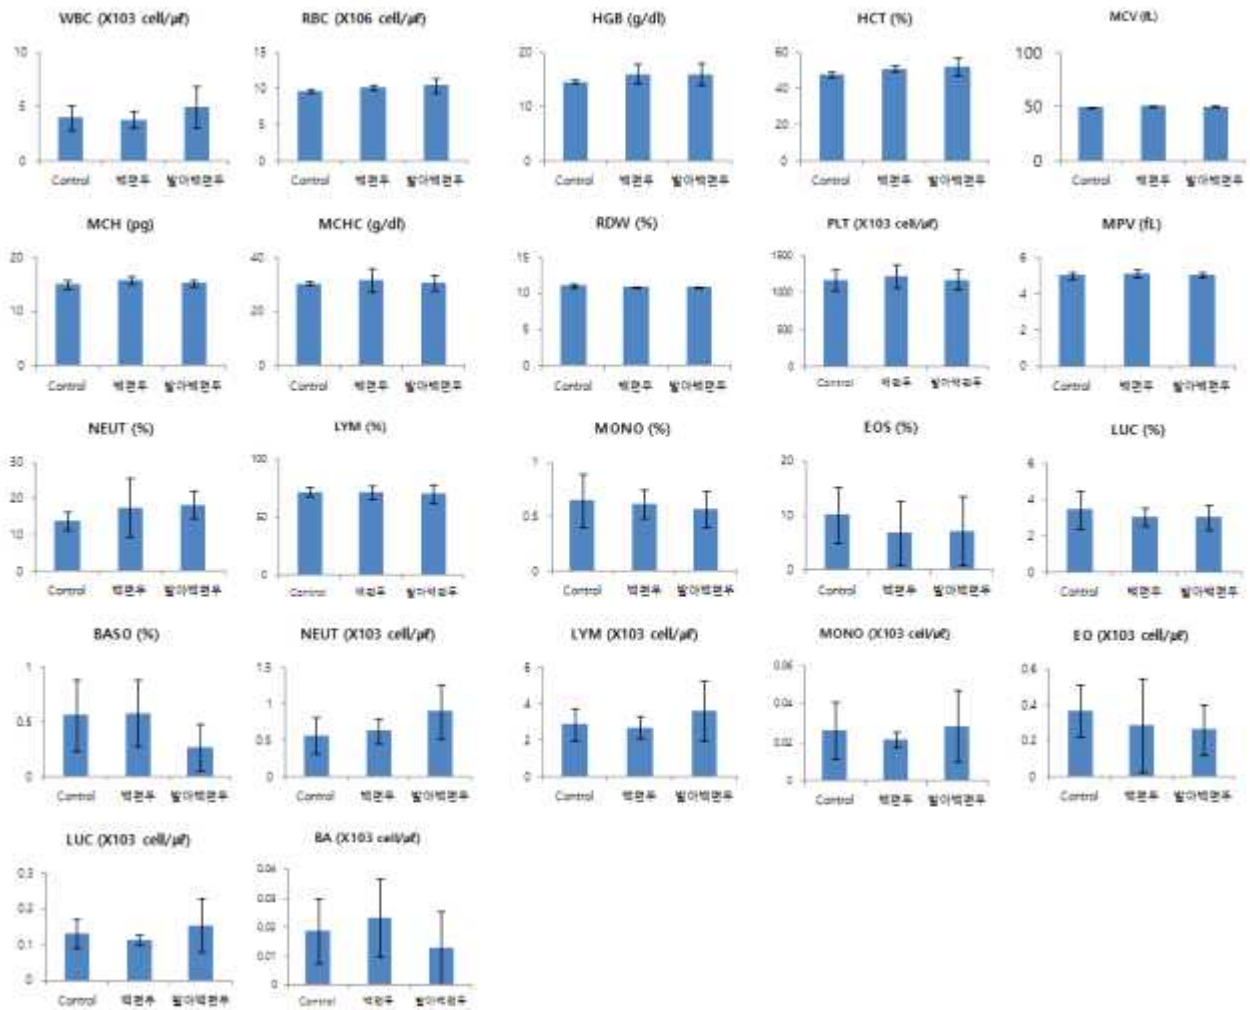 WBC (X103 cell/㎕) RBC (X106 cell/㎕) HGB (g/dl) HCT (%) MCV (fL)
10 15 20 60 100
5 10 10 40 50
5 20
0 0 0 0 0
Control 백편두 발아백편두 Control 백편두 발아백편두 Control 백편두 발아백편두 Control 백편두 발아백편두 Control 백편두 발아백편두
MCH (pg) MCHC (g/dl) RDW (%) PLT (X103 cell/㎕) MPV (fL)
20 40 15 1500 6
10 20 10 1000 4
5 500 2
0 0 0 0 0
Control 백편두 발아백편두 Control 백편두 발아백편두 Control 백편두 발아백편두 Control 백편두 발아백편두 Control 백편두 발아백편두
NEUT (%) LYM (%) MONO (%) EOS (%) LUC (%)
30 100 1 20 6
20 50 0.5 10 4
10 2
0 0 0 0 0
Control 백편두 발아백편두 Control 백편두 발아백편두 Control 백편두 발아백편두 Control 백편두 발아백편두 Control 백편두 발아백편두
BASO (%) NEUT (X103 cell/㎕) LYM (X103 cell/㎕) MONO (X103 cell/㎕) EO (X103 cell/㎕)
1 1.5 6 0.06 0.6
0.5 1 4 0.04 0.4
0.5 2 0.02 0.2
0 0 0 0 0
Control 백편두 발아백편두 Control 백편두 발아백편두 Control 백편두 발아백편두 Control 백편두 발아백편두 Control 백편두 발아백편두
LUC (X103 cell/㎕) BA (X103 cell/㎕)
0.3 0.04
0.2 0.03
0.1 0.02
0.01
0 0
Control 백편두 발아백편두 Control 백편두 발아백편두